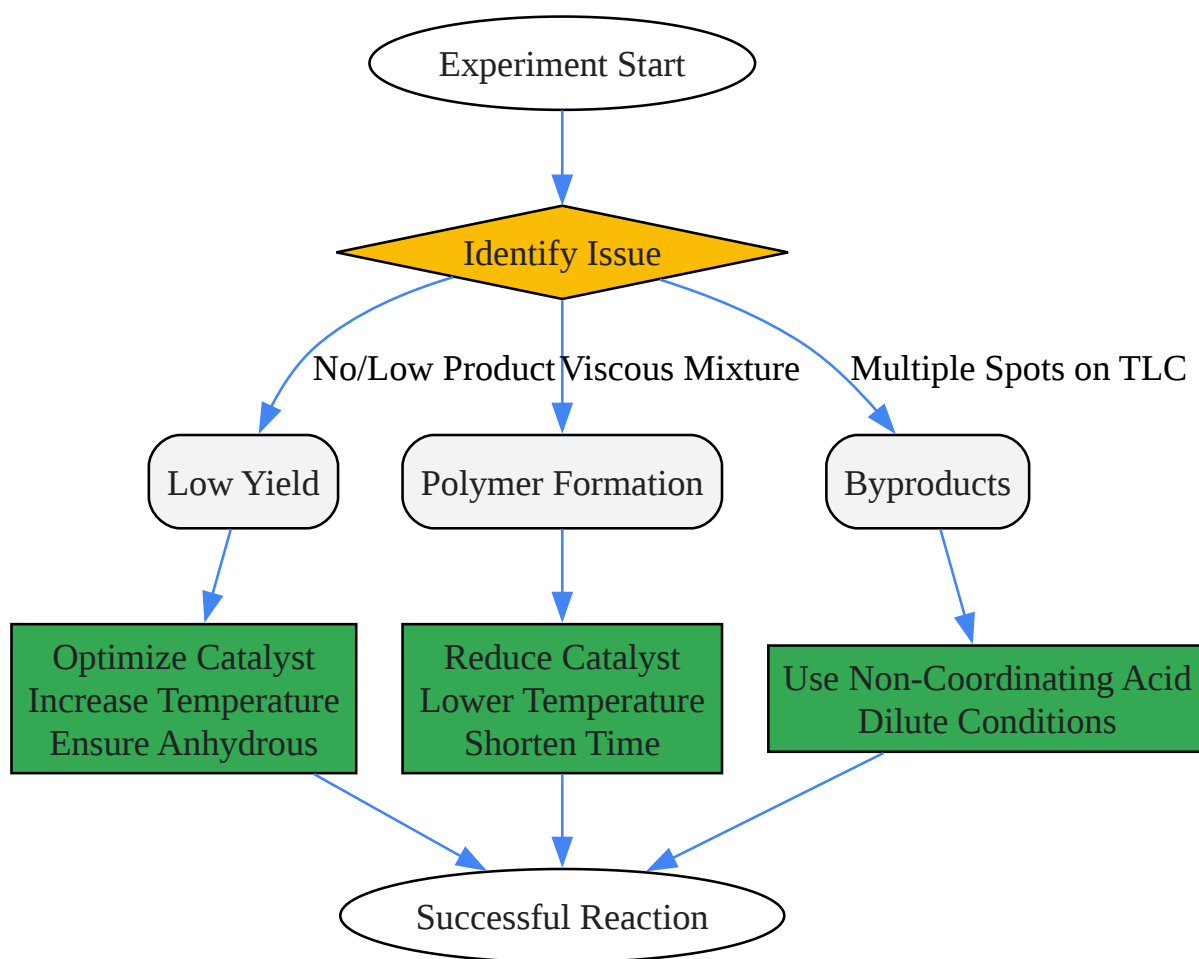 Experiment Start
Identify Issue
No/Low Product
Viscous Mixture
Multiple Spots on TLC
Low Yield
Polymer Formation
Byproducts
Optimize Catalyst
Increase Temperature
Ensure Anhydrous
Reduce Catalyst
Lower Temperature
Shorten Time
Use Non-Coordinating Acid
Dilute Conditions
Successful Reaction